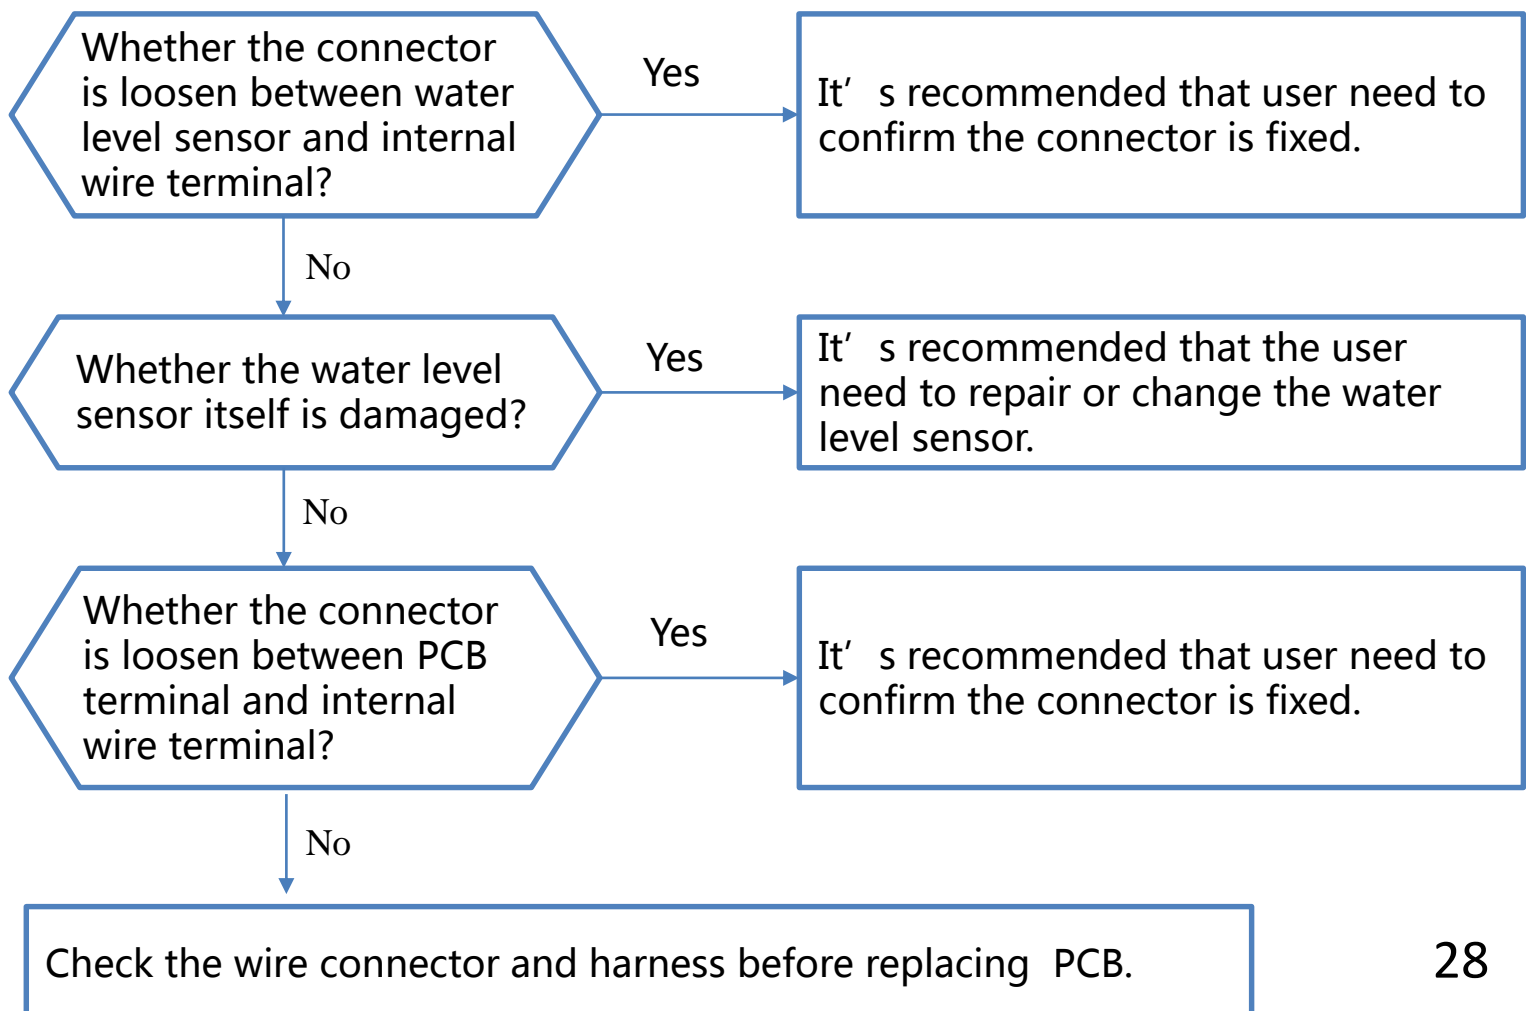 Whether the connector
is loosen between water
level sensor and internal
wire terminal?
Yes
It’ s recommended that user need to
confirm the connector is fixed.
No
Whether the water level
sensor itself is damaged?
Yes
It’ s recommended that the user
need to repair or change the water
level sensor.
No
Whether the connector
is loosen between PCB
terminal and internal
wire terminal?
Yes
It’ s recommended that user need to
confirm the connector is fixed.
No
Check the wire connector and harness before replacing  PCB.
28